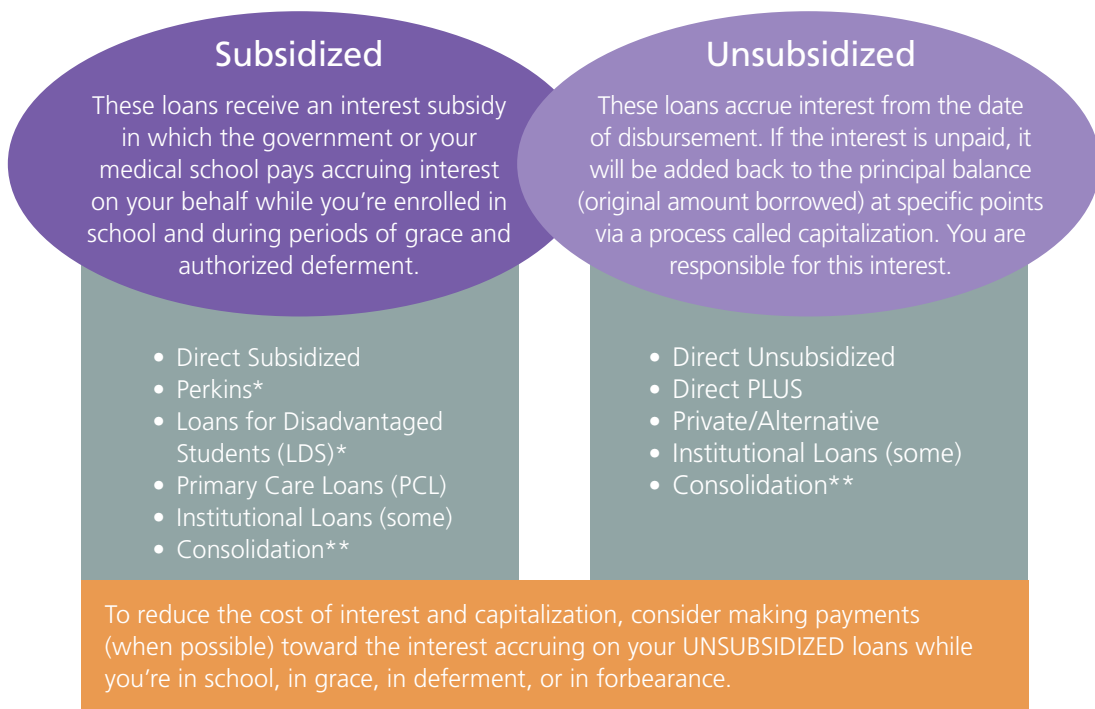 Subsidized
These loans receive an interest subsidy
in which the government or your
medical school pays accruing interest
on your behalf while you’re enrolled in
school and during periods of grace and
authorized deferment.
• Direct Subsidized
• Perkins*
• Loans for Disadvantaged
Students (LDS)*
• Primary Care Loans (PCL)
• Institutional Loans (some)
• Consolidation**
Unsubsidized
These loans accrue interest from the date
of disbursement. If the interest is unpaid, it
will be added back to the principal balance
(original amount borrowed) at specific points
via a process called capitalization. You are
responsible for this interest.
• Direct Unsubsidized
• Direct PLUS
• Private/Alternative
• Institutional Loans (some)
• Consolidation**
To reduce the cost of interest and capitalization, consider making payments
(when possible) toward the interest accruing on your UNSUBSIDIZED loans while
you’re in school, in grace, in deferment, or in forbearance.